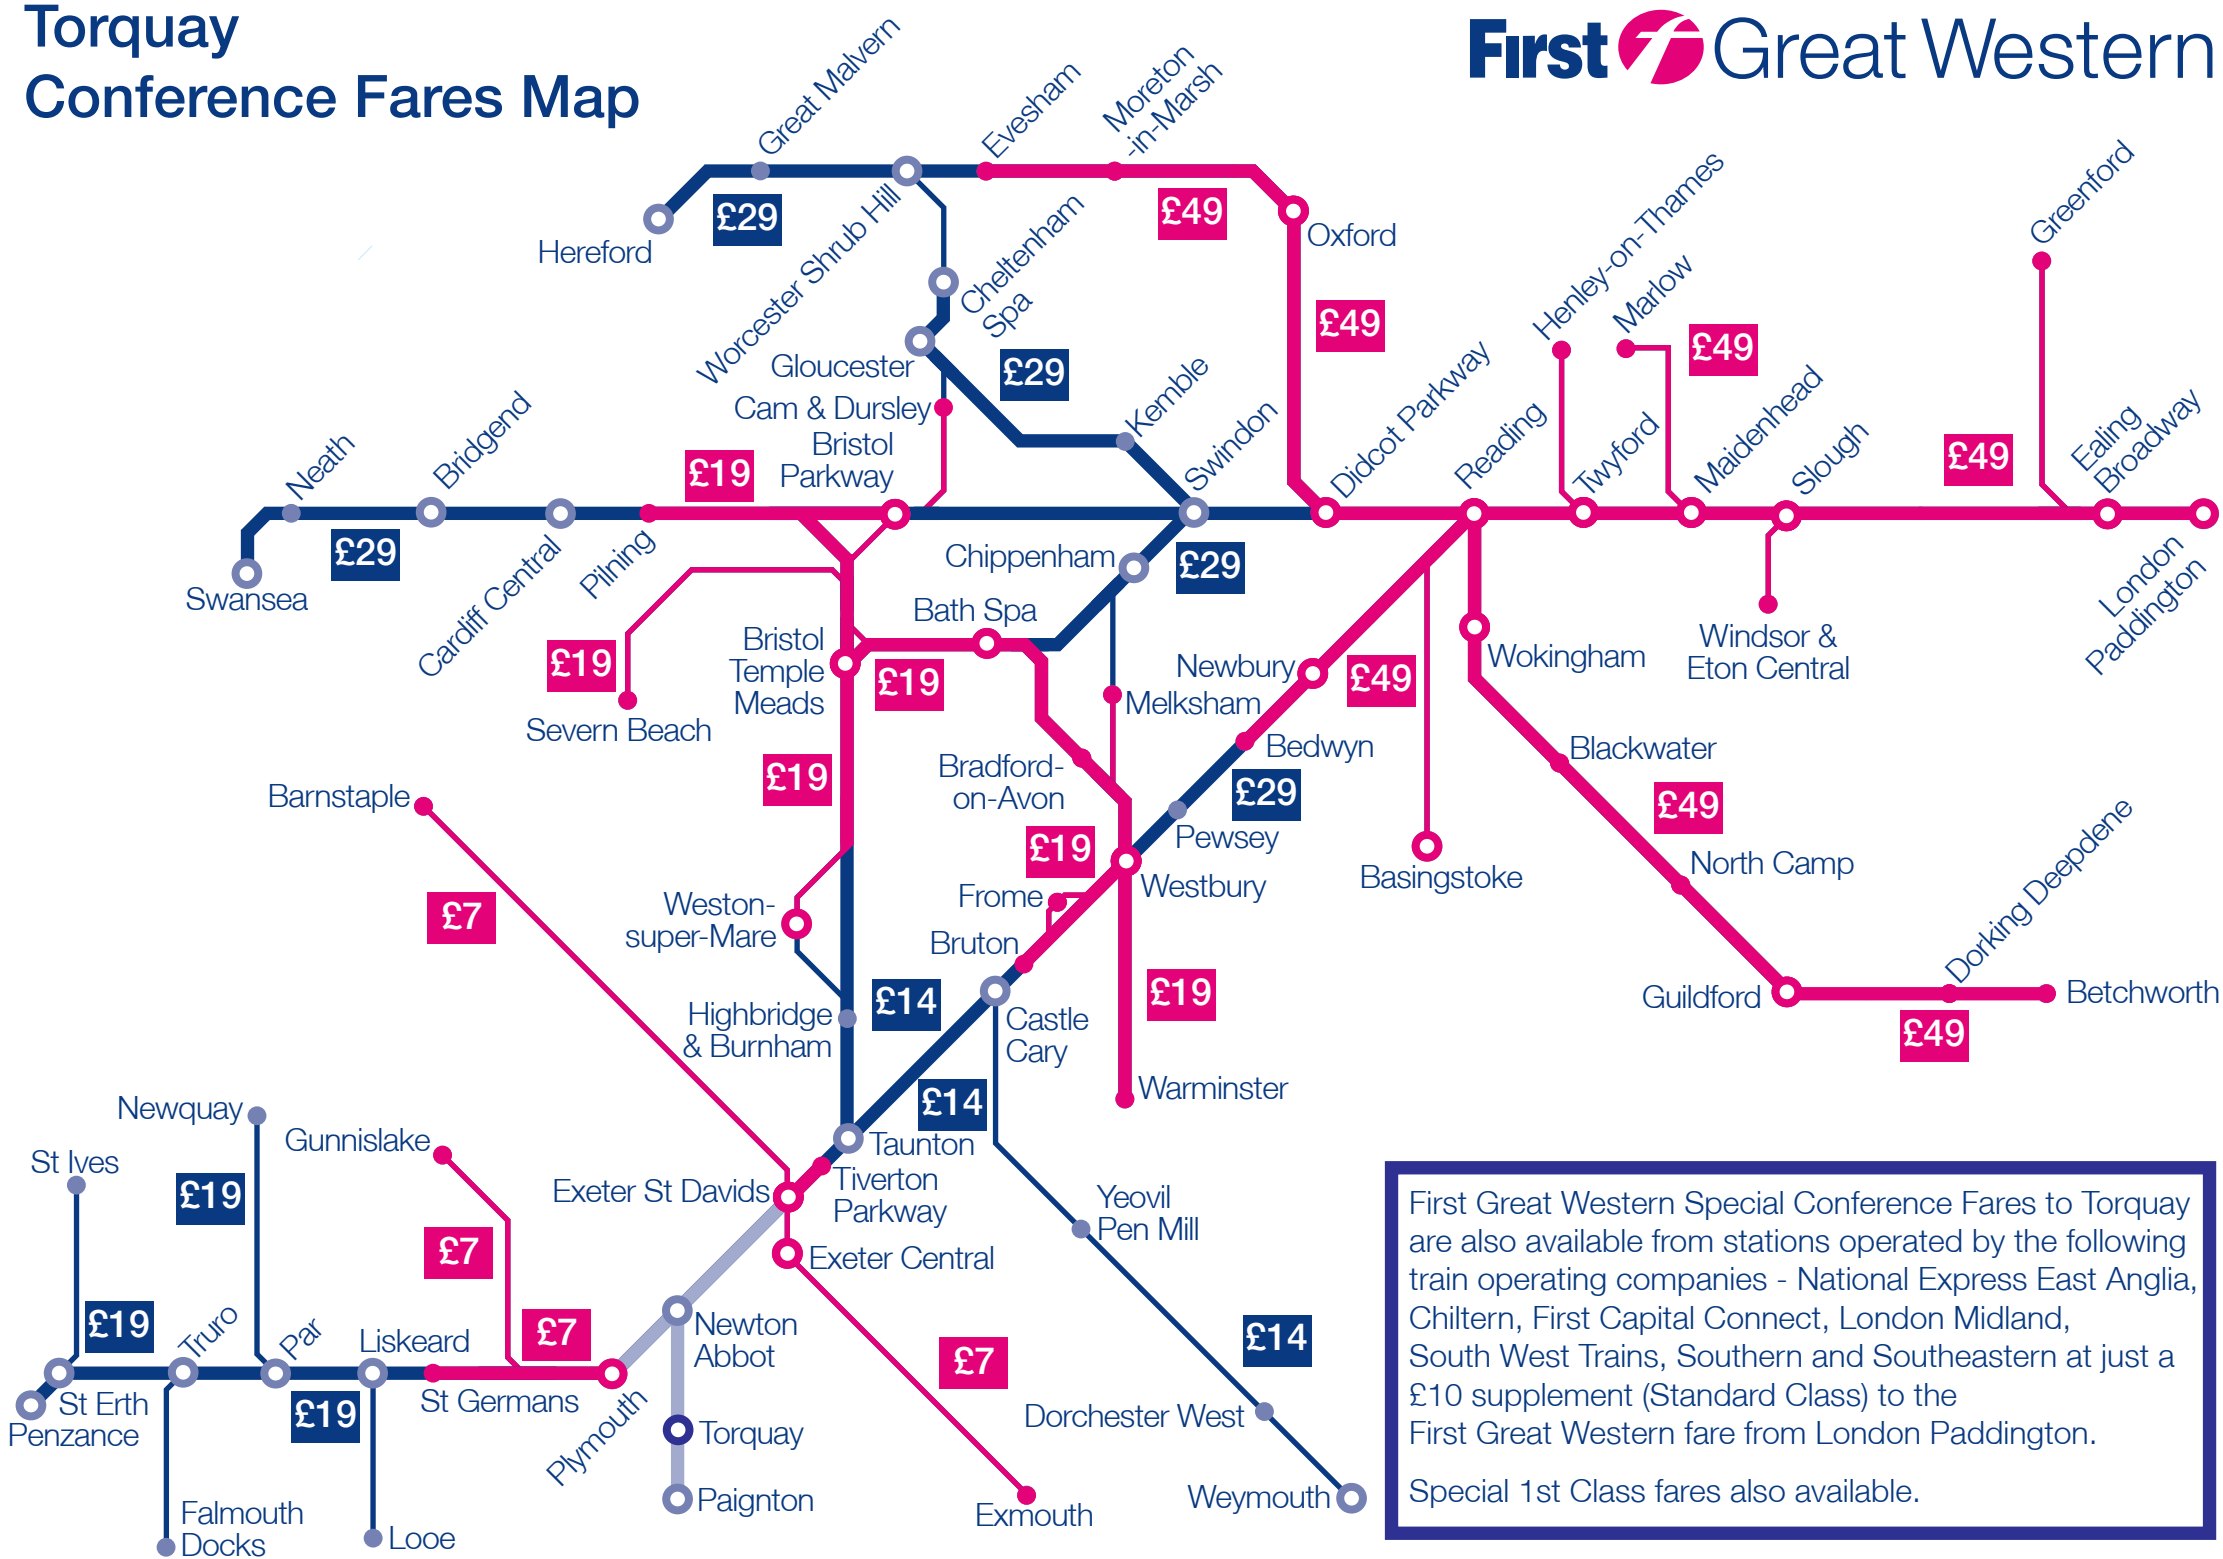 Torquay
Conference Fares Map
First Great Western
Great Malvern
Evesham
Moreton
-in-Marsh
Hereford
£29
Worcester Shrub Hill
Cheltenham
Spa
£49
Oxford
£49
Henley-on-Thames
Marlow
£49
Greenford
Gloucester
£29
Cam & Dursley
Kemble
Bristol
Parkway
Swindon
Didcot Parkway
Reading
Twyford
Maidenhead
Slough
£49
Ealing
Broadway
Neath
Bridgend
£19
£29
Swansea
Cardiff Central
Pilning
Chippenham
£29
London
Paddington
Bath Spa
Bristol
Temple
Meads
£19
£19
Severn Beach
Newbury
£49
Melksham
Wokingham
Windsor &
Eton Central
Bedwyn
Blackwater
£19
Bradford-
on-Avon
£29
Pewsey
Barnstaple
£49
£7
£19
Westbury
Basingstoke
North Camp
Dorking Deepdene
Frome
Weston-
super-Mare
Bruton
£19
Guildford
Betchworth
£49
£14
Highbridge
& Burnham
Castle
Cary
£14
Warminster
Newquay
Gunnislake
St Ives
£19
Taunton
Tiverton
Parkway
Exeter St Davids
Yeovil
Pen Mill
£7
Exeter Central
£19
Truro
Par
Liskeard
£7
Newton
Abbot
£14
£7
St Erth
Penzance
£19
St Germans
Plymouth
Torquay
Dorchester West
Paignton
Weymouth
Exmouth
Falmouth
Docks
Looe
First Great Western Special Conference Fares to Torquay
are also available from stations operated by the following
train operating companies - National Express East Anglia,
Chiltern, First Capital Connect, London Midland,
South West Trains, Southern and Southeastern at just a
£10 supplement (Standard Class) to the
First Great Western fare from London Paddington.
Special 1st Class fares also available.